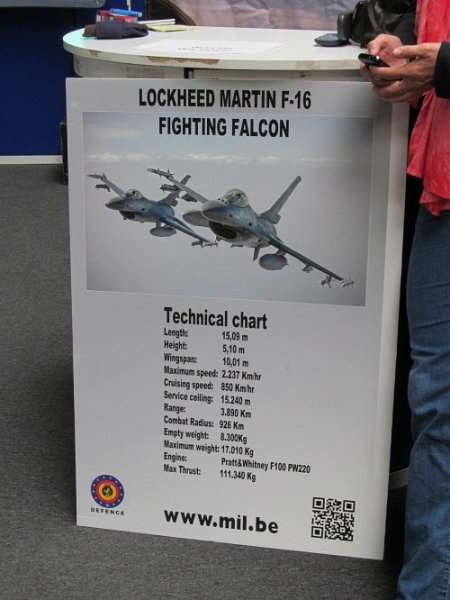 LOCKHEED MARTIN F-16
FIGHTING FALCON
Technical chart
Length: 15,09 m
Height: 5,10 m
Wingspan: 10,01 m
Maximum speed: 2.237 Km/hr
Cruising speed: 850 Km/hr
Service ceiling: 15.240 m
Range: 3.890 Km
Combat Radius: 926 Km
Empty weight: 8.300Kg
Maximum weight: 17.010 Kg
Engine: Pratt&Whitney F100 PW220
Max Thrust: 111.340 Kg
DEFENCE
www.mil.be